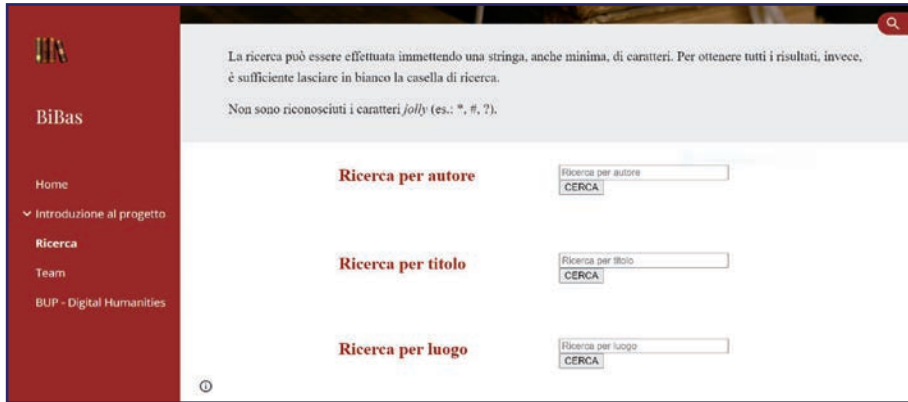 BiBas
Home
Introduzione al progetto
Ricerca
Team
BUP - Digital Humanities
La ricerca può essere effettuata immettendo una stringa, anche minima, di caratteri. Per ottenere tutti i risultati, invece,
è sufficiente lasciare in bianco la casella di ricerca.
Non sono riconosciuti i caratteri jolly (es.: *, #, ?).
Ricerca per autore
Ricerca per autore
CERCA
Ricerca per titolo
Ricerca per titolo
CERCA
Ricerca per luogo
Ricerca per luogo
CERCA